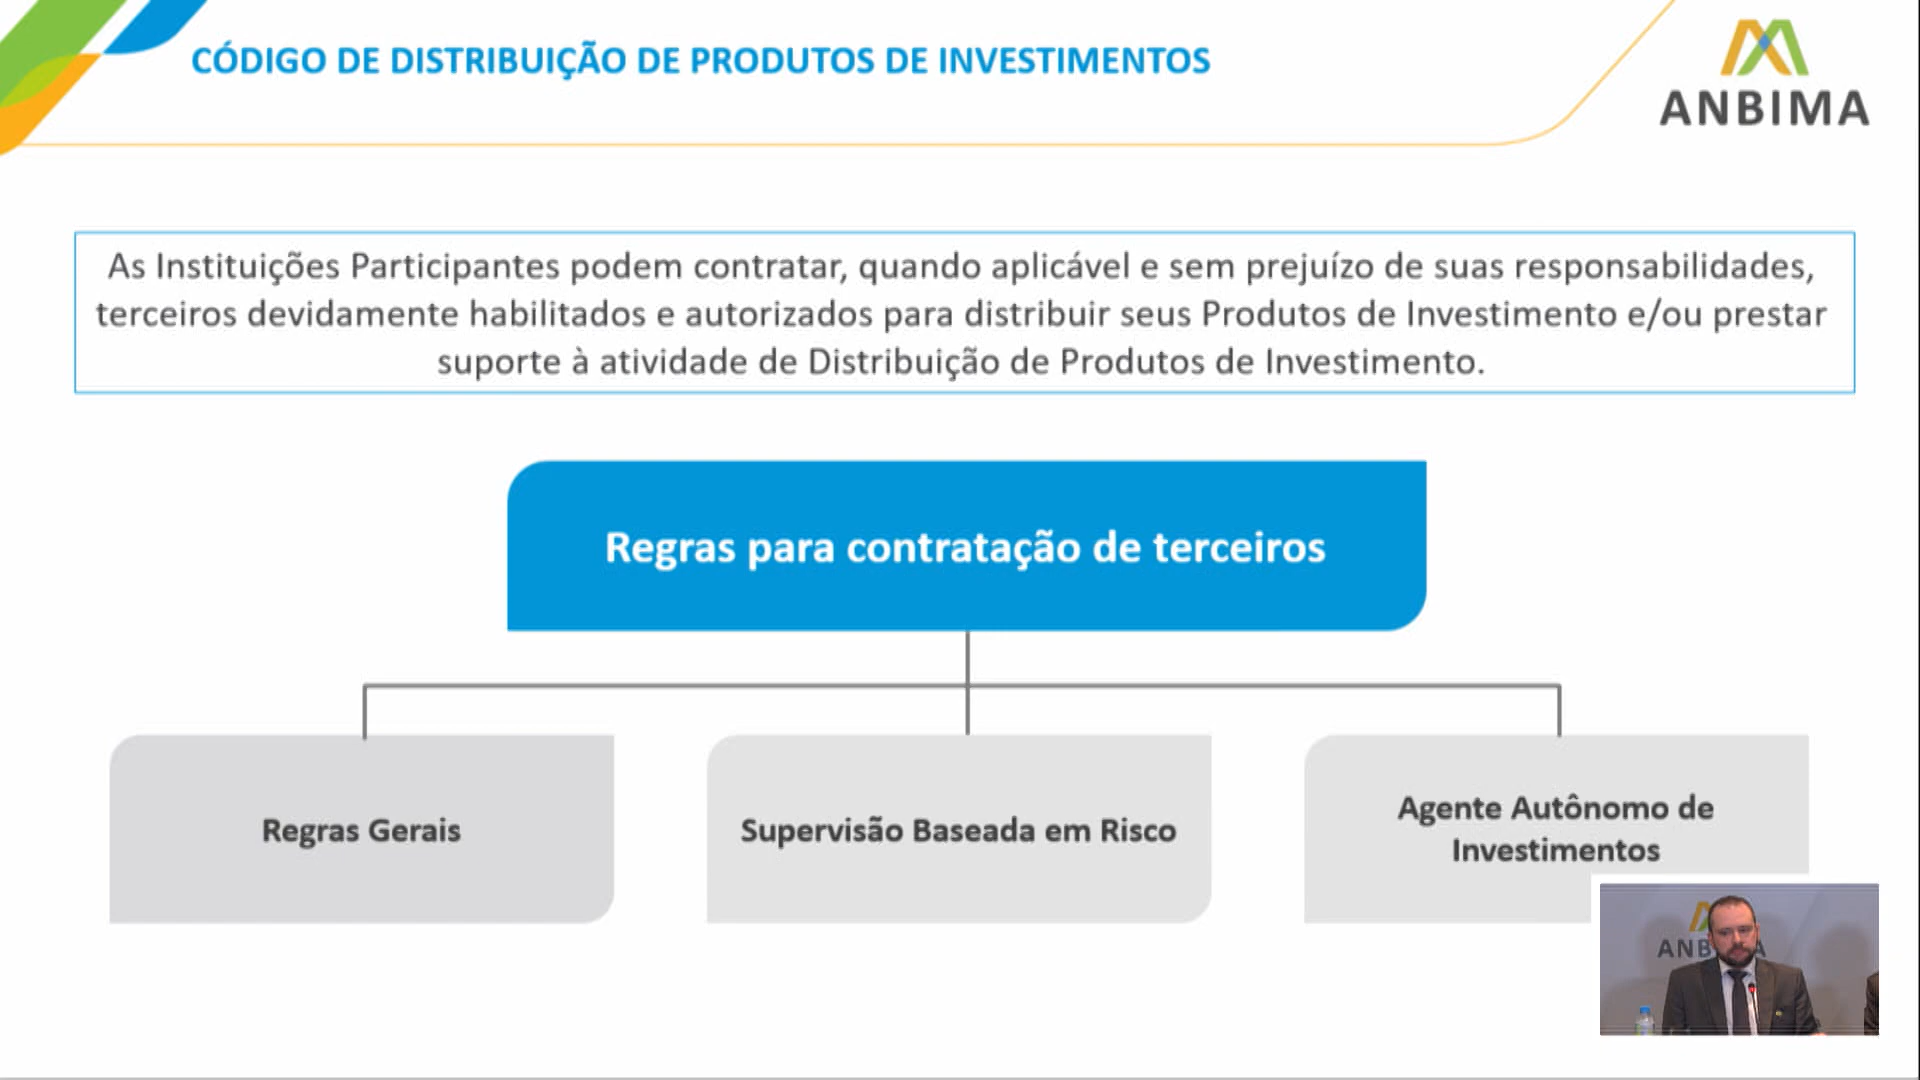 CÓDIGO DE DISTRIBUIÇÃO DE PRODUTOS DE INVESTIMENTOS
ANBIMA
As Instituições Participantes podem contratar, quando aplicável e sem prejuízo de suas responsabilidades,
terceiros devidamente habilitados e autorizados para distribuir seus Produtos de Investimento e/ou prestar
suporte à atividade de Distribuição de Produtos de Investimento.
Regras para contratação de terceiros
Regras Gerais
Supervisão Baseada em Risco
Agente Autônomo de
Investimentos